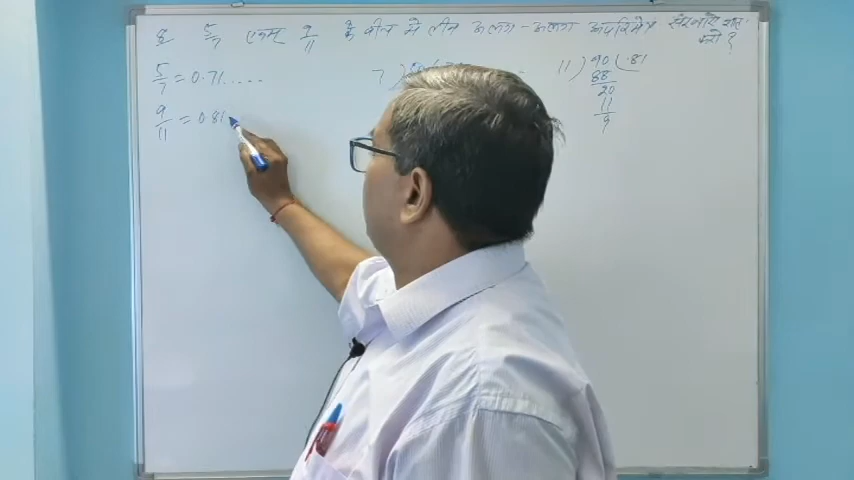 प्र 5/7 एवम् 9/11 के बीच में तीन अलग-अलग अपरिमेय संख्याएँ ज्ञात
करो ?
5/7 = 0.71.....
9/11 = 0.81
7)
11) 90 ( .81
88
20
11
9